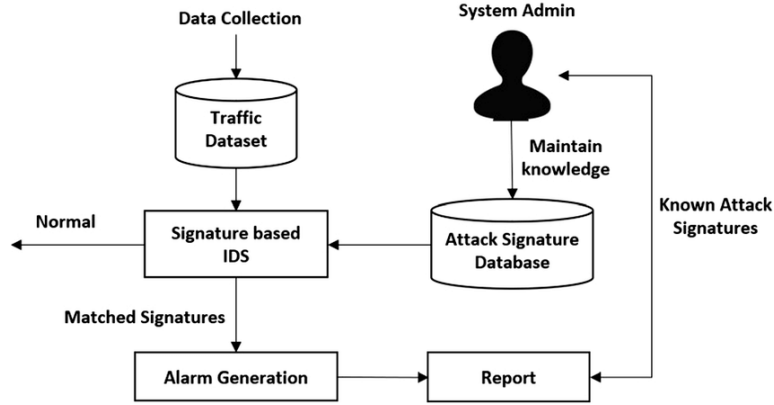 Data Collection
System Admin
Traffic
Dataset
Maintain
knowledge
Normal
Signature based
IDS
Attack Signature
Database
Known Attack
Signatures
Matched Signatures
Alarm Generation
Report